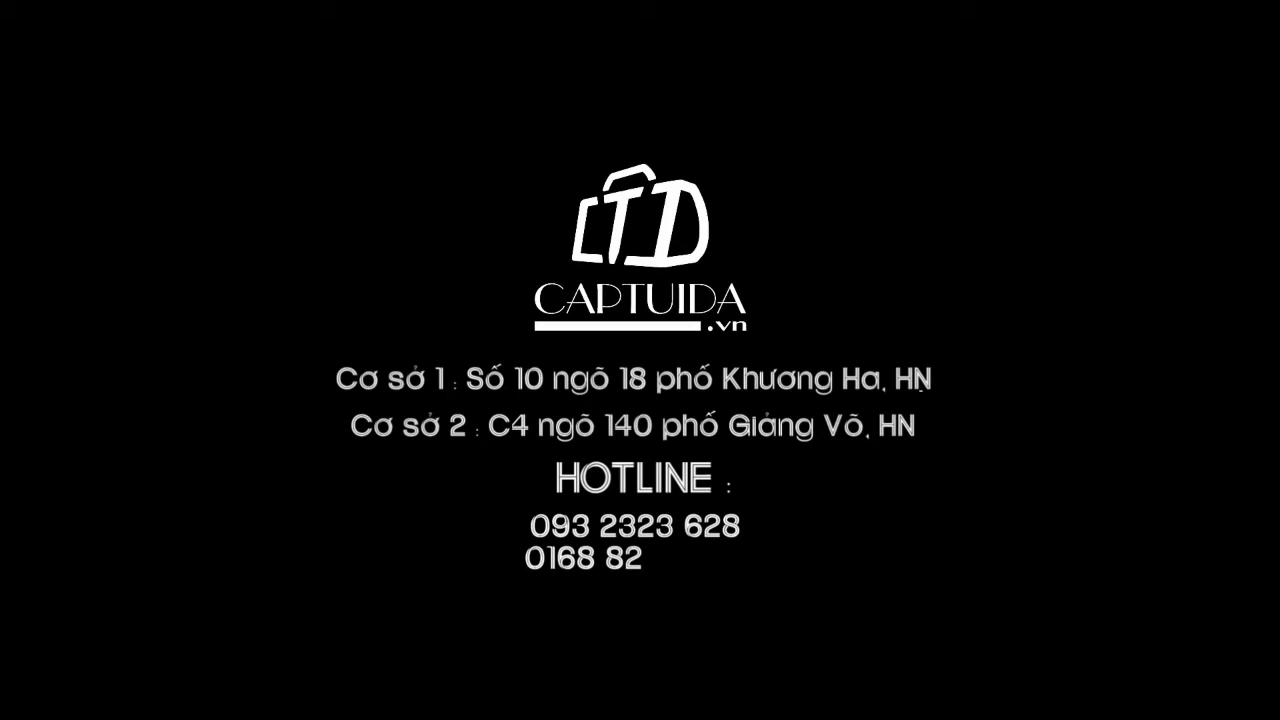 CTD
CAPTUIDA
.vn
Cơ sở 1 : Số 10 ngõ 18 phố Khương Hạ, HN
Cơ sở 2 : C4 ngõ 140 phố Giảng Võ, HN
HOTLINE :
093 2323 628
0168 82